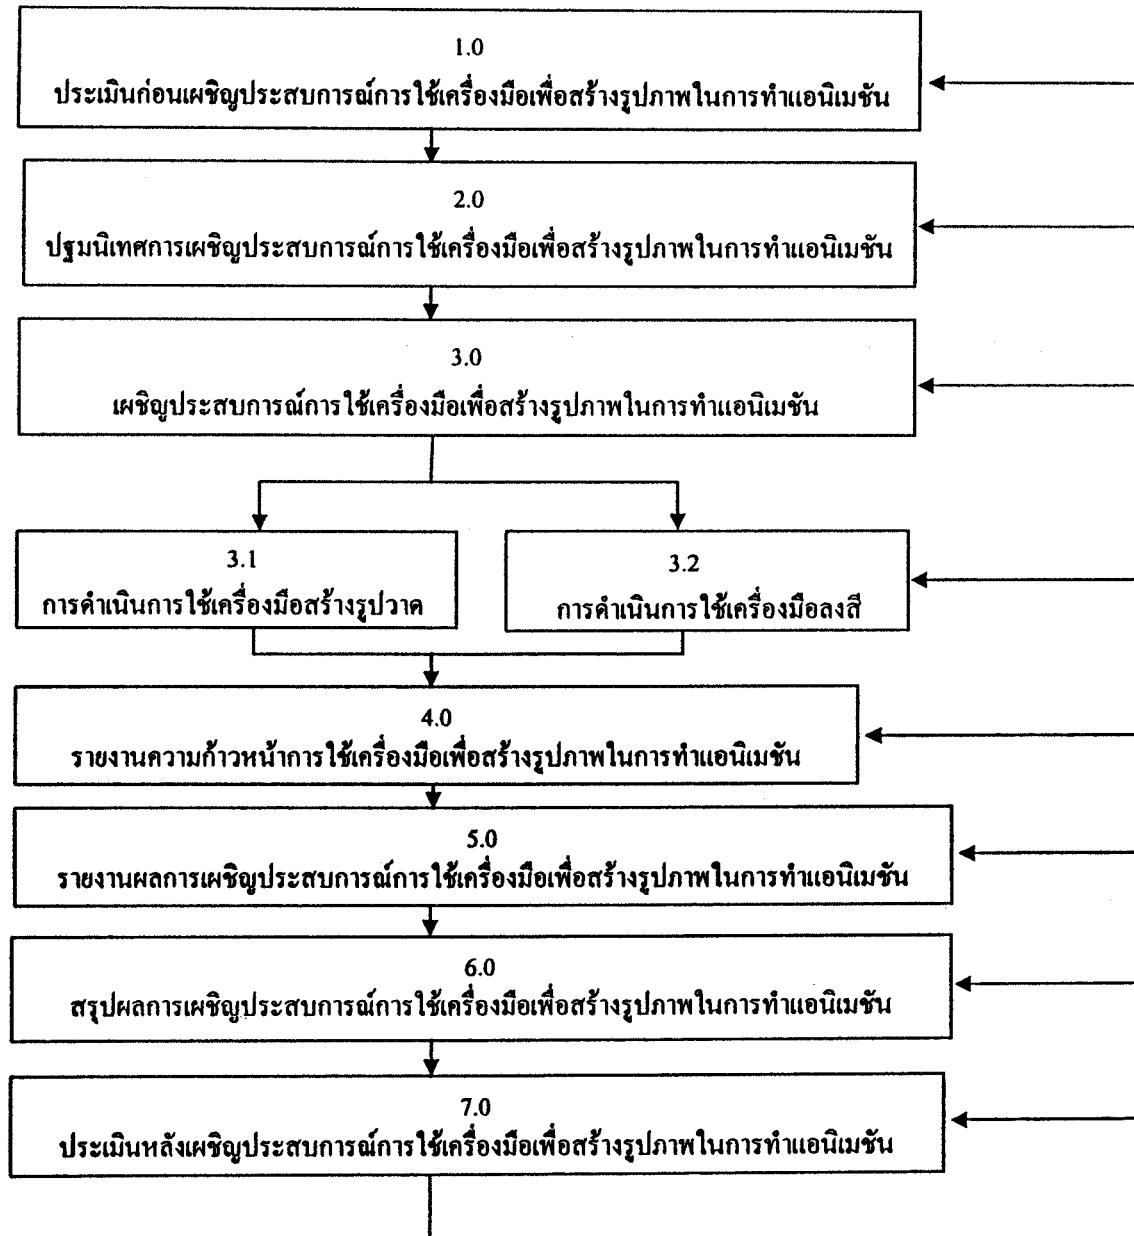 1.0
ประเมินก่อนเผชิญประสบการณ์การใช้เครื่องมือเพื่อสร้างรูปภาพในการทำแอนิเมชัน
2.0
ปฐมนิเทศการเผชิญประสบการณ์การใช้เครื่องมือเพื่อสร้างรูปภาพในการทำแอนิเมชัน
3.0
เผชิญประสบการณ์การใช้เครื่องมือเพื่อสร้างรูปภาพในการทำแอนิเมชัน
3.1
การดำเนินการใช้เครื่องมือสร้างรูปวาด
3.2
การดำเนินการใช้เครื่องมือลงสี
4.0
รายงานความก้าวหน้าการใช้เครื่องมือเพื่อสร้างรูปภาพในการทำแอนิเมชัน
5.0
รายงานผลการเผชิญประสบการณ์การใช้เครื่องมือเพื่อสร้างรูปภาพในการทำแอนิเมชัน
6.0
สรุปผลการเผชิญประสบการณ์การใช้เครื่องมือเพื่อสร้างรูปภาพในการทำแอนิเมชัน
7.0
ประเมินหลังเผชิญประสบการณ์การใช้เครื่องมือเพื่อสร้างรูปภาพในการทำแอนิเมชัน